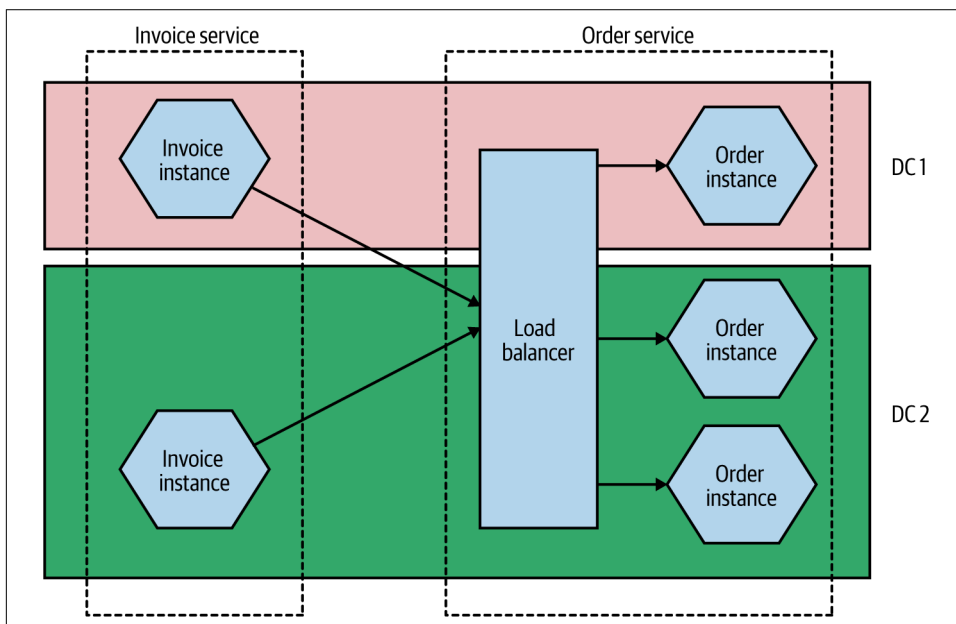 Invoice service
Order service
Invoice
instance
Order
instance
DC 1
Load
balancer
Order
instance
DC 2
Invoice
instance
Order
instance